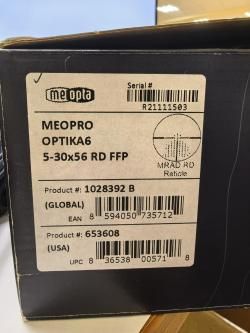 meopta
Serial #
R21111503
MEOPRO
OPTIKA6
5-30x56 RD FFP
MRAD RD
Reticle
Product #: 1028392 B
(GLOBAL)
EAN 8 594050 735712
Product #: 653608
(USA)
UPC 8 36538 00571 8